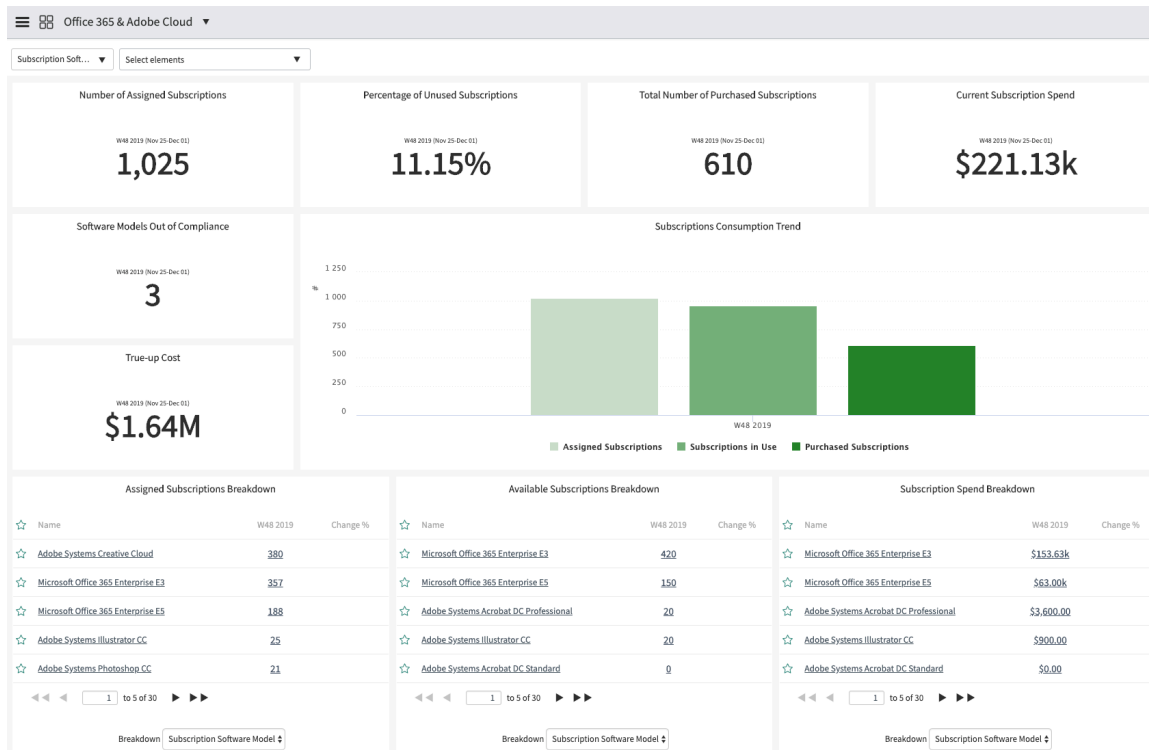 Office 365 & Adobe Cloud ▼
Subscription Soft... ▼ Select elements ▼
Number of Assigned Subscriptions
W48 2019 (Nov 25-Dec 01)
1,025
Percentage of Unused Subscriptions
W48 2019 (Nov 25-Dec 01)
11.15%
Total Number of Purchased Subscriptions
W48 2019 (Nov 25-Dec 01)
610
Current Subscription Spend
W48 2019 (Nov 25-Dec 01)
$221.13k
Software Models Out of Compliance
W48 2019 (Nov 25-Dec 01)
3
True-up Cost
W48 2019 (Nov 25-Dec 01)
$1.64M
Subscriptions Consumption Trend
%
1 250
1 000
750
500
250
0
W48 2019
Assigned Subscriptions Subscriptions in Use Purchased Subscriptions
Assigned Subscriptions Breakdown
Name W48 2019 Change %
Adobe Systems Creative Cloud 380
Microsoft Office 365 Enterprise E3 357
Microsoft Office 365 Enterprise E5 188
Adobe Systems Illustrator CC 25
Adobe Systems Photoshop CC 21
1 to 5 of 30
Breakdown Subscription Software Model
Available Subscriptions Breakdown
Name W48 2019 Change %
Microsoft Office 365 Enterprise E3 420
Microsoft Office 365 Enterprise E5 150
Adobe Systems Acrobat DC Professional 20
Adobe Systems Illustrator CC 20
Adobe Systems Acrobat DC Standard 0
1 to 5 of 30
Breakdown Subscription Software Model
Subscription Spend Breakdown
Name W48 2019 Change %
Microsoft Office 365 Enterprise E3 $153.63k
Microsoft Office 365 Enterprise E5 $63.00k
Adobe Systems Acrobat DC Professional $3,600.00
Adobe Systems Illustrator CC $900.00
Adobe Systems Acrobat DC Standard $0.00
1 to 5 of 30
Breakdown Subscription Software Model